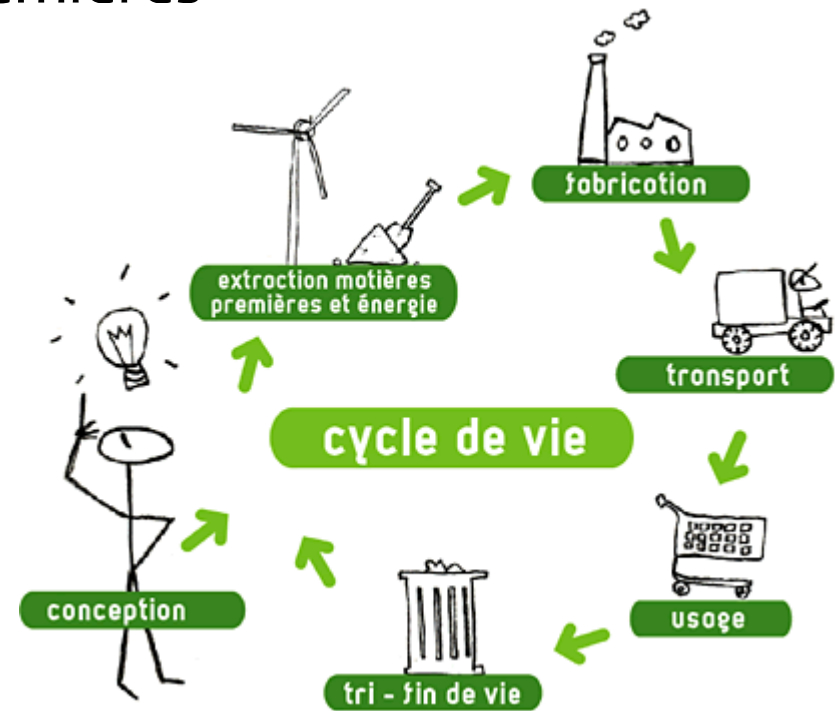 extraction matières
premières et énergie
fabrication
transport
cycle de vie
usage
conception
tri - fin de vie